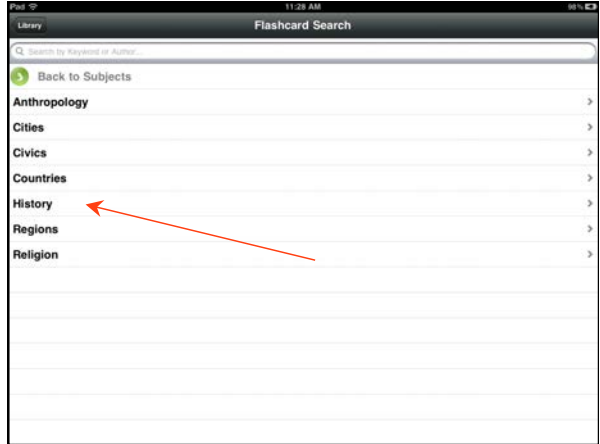 Pad 11:28 AM 98%
Library Flashcard Search
Search by Keyword or Author...
Back to Subjects
Anthropology
Cities
Civics
Countries
History
Regions
Religion